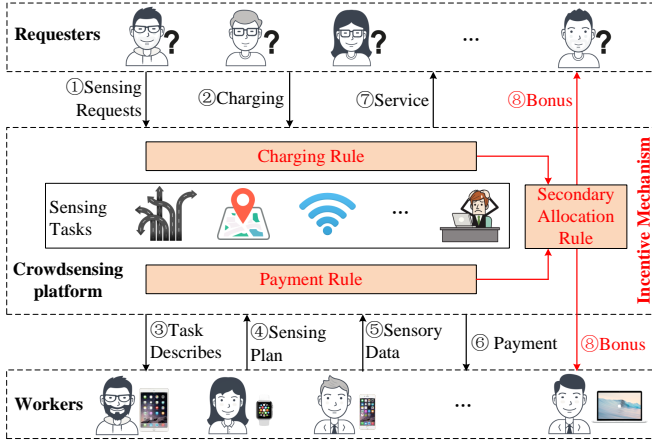 Requesters
? ? ? ... ?
①Sensing
Requests
②Charging
⑦Service
⑧Bonus
Charging Rule
Sensing
Tasks
...
Secondary
Allocation
Rule
Incentive Mechanism
Crowdsensing
platform
Payment Rule
③Task
Describes
④Sensing
Plan
⑤Sensory
Data
⑥ Payment
⑧Bonus
Workers
...